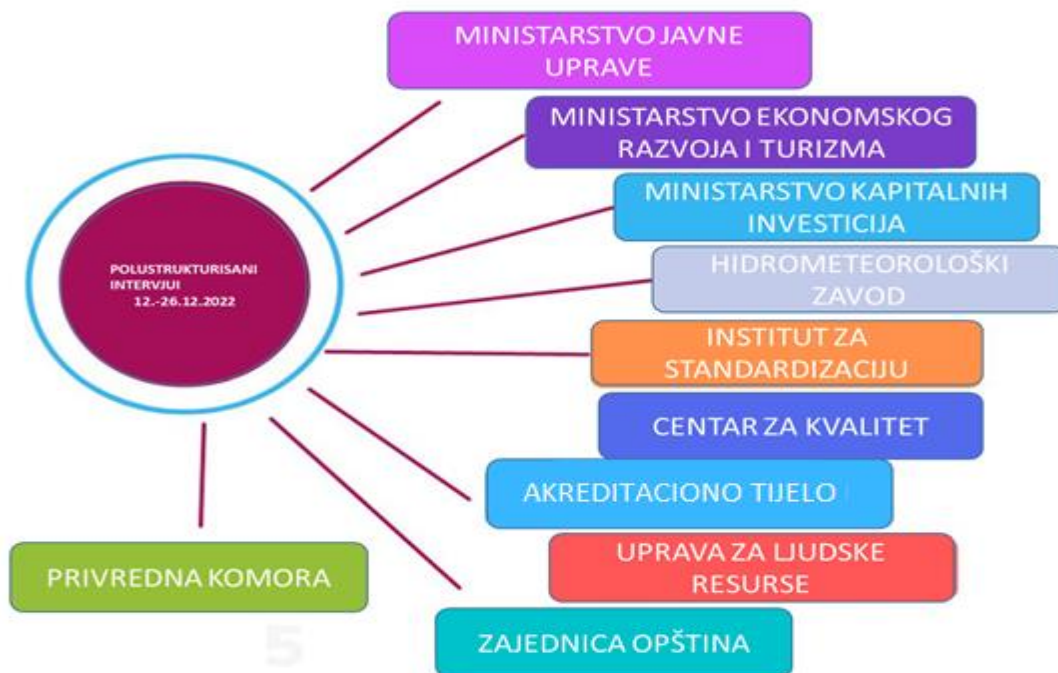 MINISTARSTVO JAVNE
UPRAVE
MINISTARSTVO EKONOMSKOG
RAZVOJA I TURIZMA
MINISTARSTVO KAPITALNIH
INVESTICIJA
POLUSTRUKTURISANI
INTERVJUI
12.-26.12.2022
HIDROMETEOROLOŠKI
ZAVOD
INSTITUT ZA
STANDARDIZACIJU
CENTAR ZA KVALITET
AKREDITACIONO TIJELO
UPRAVA ZA LJUDSKE
RESURSE
PRIVREDNA KOMORA
ZAJEDNICA OPŠTINA
5